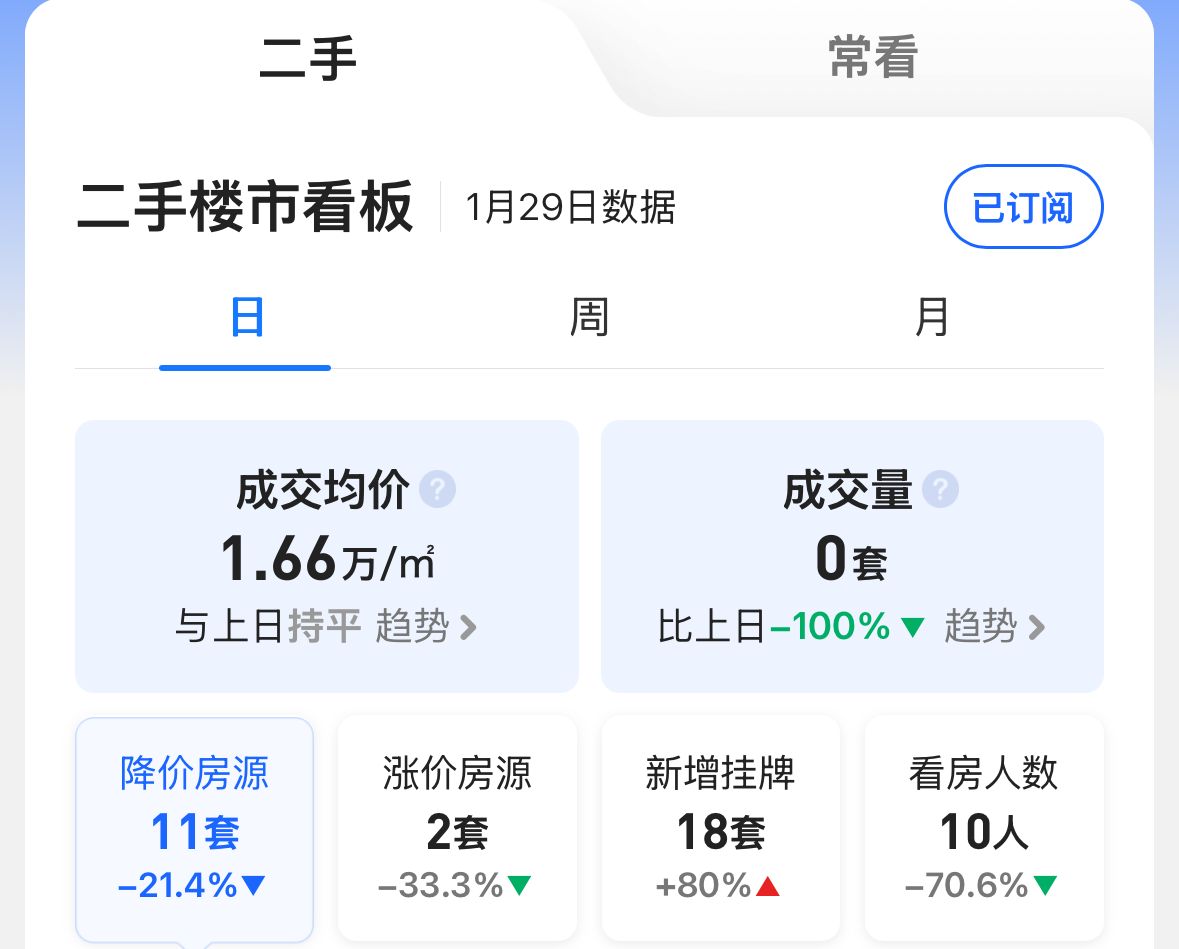 二手
常看
二手楼市看板
1月29日数据
已订阅
日
周
月
成交均价 ?
1.66万/㎡
与上日持平 趋势
成交量 ?
0套
比上日-100% ▼ 趋势
降价房源
11套
-21.4%▼
涨价房源
2套
-33.3%▼
新增挂牌
18套
+80%▲
看房人数
10人
-70.6%▼